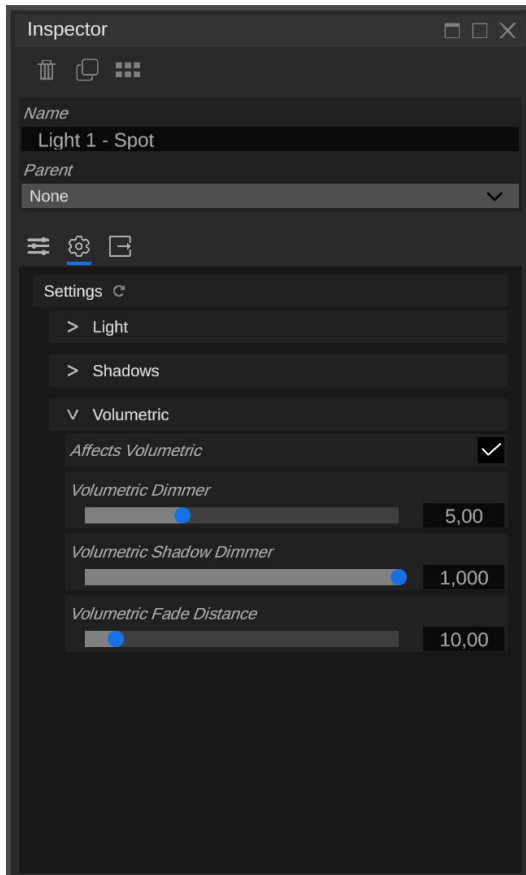 Inspector
Name
Light 1 - Spot
Parent
None
Settings
Light
Shadows
Volumetric
Affects Volumetric
Volumetric Dimmer
5,00
Volumetric Shadow Dimmer
1,000
Volumetric Fade Distance
10,00